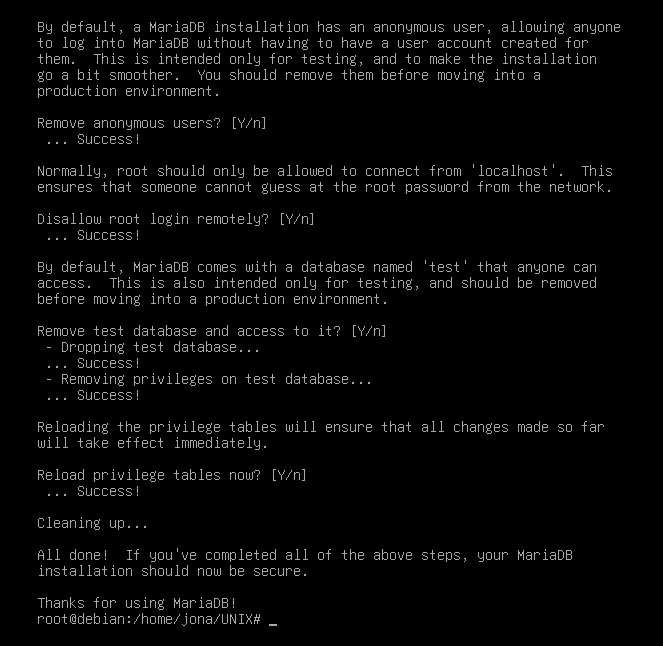 By default, a MariaDB installation has an anonymous user, allowing anyone
to log into MariaDB without having to have a user account created for
them.  This is intended only for testing, and to make the installation
go a bit smoother.  You should remove them before moving into a
production environment.

Remove anonymous users? [Y/n]
 ... Success!

Normally, root should only be allowed to connect from 'localhost'.  This
ensures that someone cannot guess at the root password from the network.

Disallow root login remotely? [Y/n]
 ... Success!

By default, MariaDB comes with a database named 'test' that anyone can
access.  This is also intended only for testing, and should be removed
before moving into a production environment.

Remove test database and access to it? [Y/n]
 - Dropping test database...
 ... Success!
 - Removing privileges on test database...
 ... Success!

Reloading the privilege tables will ensure that all changes made so far
will take effect immediately.

Reload privilege tables now? [Y/n]
 ... Success!

Cleaning up...

All done!  If you've completed all of the above steps, your MariaDB
installation should now be secure.

Thanks for using MariaDB!
root@debian:/home/jona/UNIX# _